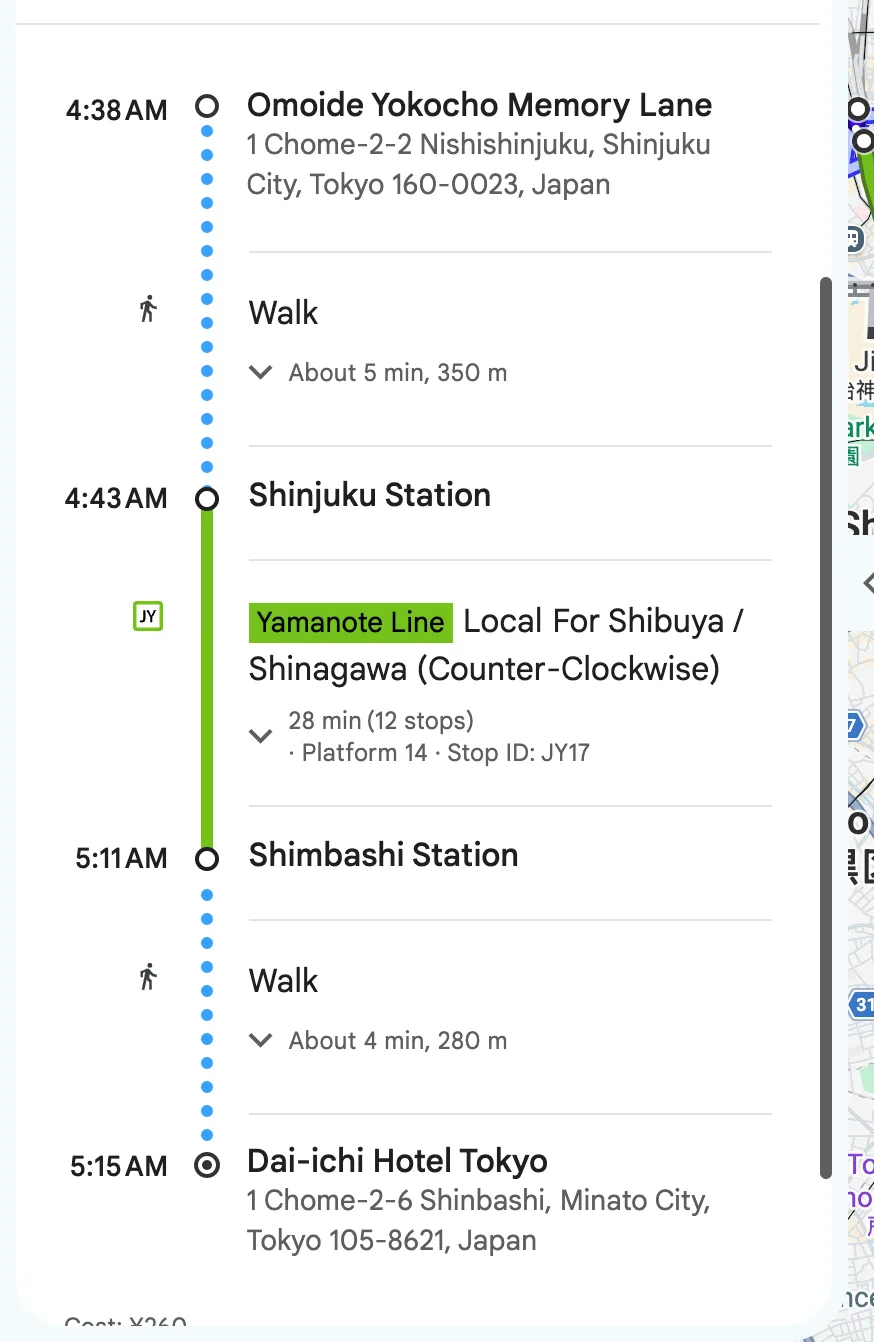 4:38 AM
Omoide Yokocho Memory Lane
1 Chome-2-2 Nishishinjuku, Shinjuku
City, Tokyo 160-0023, Japan
Walk
About 5 min, 350 m
4:43 AM
Shinjuku Station
JY
Yamanote Line Local For Shibuya /
Shinagawa (Counter-Clockwise)
28 min (12 stops)
· Platform 14 · Stop ID: JY17
5:11 AM
Shimbashi Station
Walk
About 4 min, 280 m
5:15 AM
Dai-ichi Hotel Tokyo
1 Chome-2-6 Shinbashi, Minato City,
Tokyo 105-8621, Japan
Cost: ¥260